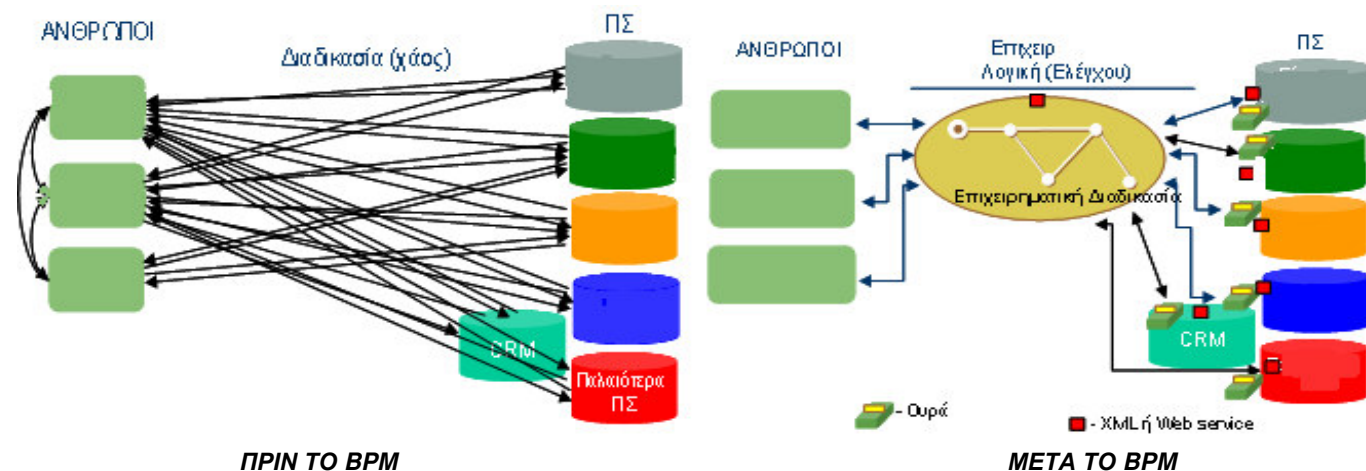 ΑΝΘΡΩΠΟΙ
Διαδικασία (χάος)
ΠΣ
CRM
Παλαιότερα
ΠΣ
ΠΡΙΝ ΤΟ BPM
ΑΝΘΡΩΠΟΙ
Επιχειρ
Λογική (Ελέγχου)
ΠΣ
Επιχειρηματική Διαδικασία
CRM
- Ουρά
- XML ή Web service
ΜΕΤΑ ΤΟ BPM